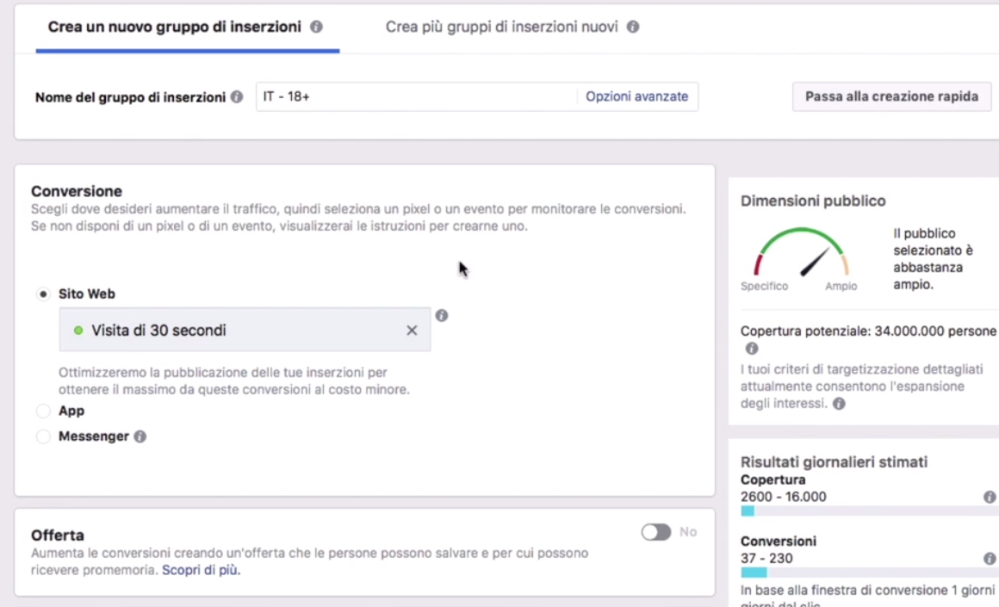 Crea un nuovo gruppo di inserzioni
Crea più gruppi di inserzioni nuovi
Nome del gruppo di inserzioni
IT - 18+
Opzioni avanzate
Passa alla creazione rapida
Conversione
Scegli dove desideri aumentare il traffico, quindi seleziona un pixel o un evento per monitorare le conversioni.
Se non disponi di un pixel o di un evento, visualizzerai le istruzioni per crearne uno.
Sito Web
Visita di 30 secondi
Ottimizzeremo la pubblicazione delle tue inserzioni per
ottenere il massimo da queste conversioni al costo minore.
App
Messenger
Offerta
No
Aumenta le conversioni creando un'offerta che le persone possono salvare e per cui possono
ricevere promemoria. Scopri di più.
Dimensioni pubblico
Specifico
Ampio
Il pubblico
selezionato è
abbastanza
ampio.
Copertura potenziale: 34.000.000 persone
I tuoi criteri di targetizzazione dettagliati
attualmente consentono l'espansione
degli interessi.
Risultati giornalieri stimati
Copertura
2600 - 16.000
Conversioni
37 - 230
In base alla finestra di conversione 1 giorni
giorni dal clic